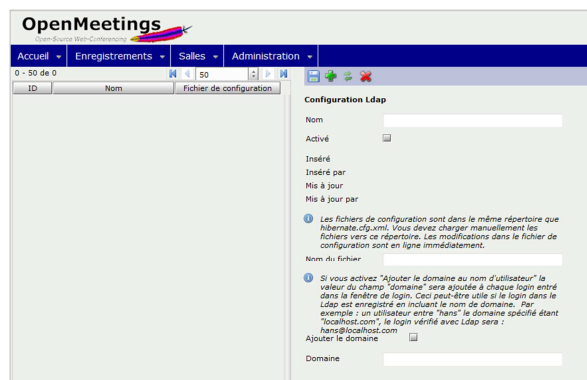 OpenMeetings
Open-Source Web-Conferencing
Accueil Enregistrements Salles Administration
0 - 50 de 0
50
ID Nom Fichier de configuration
Configuration Ldap
Nom
Activé
Inséré
Inséré par
Mis à jour
Mis à jour par
Les fichiers de configuration sont dans le même répertoire que
hibernate.cfg.xml. Vous devez charger manuellement les
fichiers vers ce répertoire. Les modifications dans le fichier de
configuration sont en ligne immédiatement.
Nom du fichier
Si vous activez "Ajouter le domaine au nom d'utilisateur" la
valeur du champ "domaine" sera ajoutée à chaque login entré
dans la fenêtre de login. Ceci peut-être utile si le login dans le
Ldap est enregistré en incluant le nom de domaine. Par
exemple : un utilisateur entre "hans" le domaine spécifié étant
"localhost.com", le login vérifié avec Ldap sera :
hans@localhost.com
Ajouter le domaine
Domaine